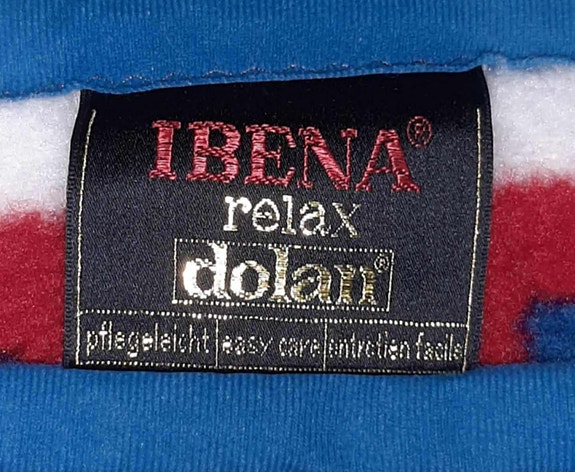 IBENA®
relax
dolan®
pflegeleicht easy care entretien facile